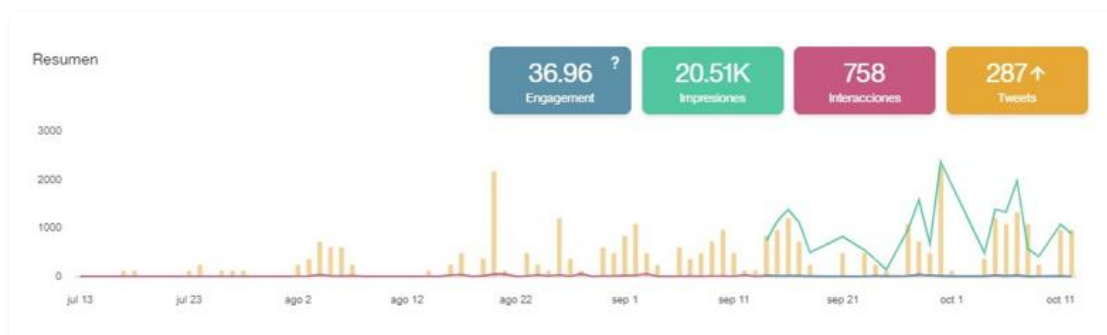 Resumen
36.96 ?
Engagement
20.51K
Impresiones
758
Interacciones
287↑
Tweets
3000
2000
1000
0
jul 13 jul 23 ago 2 ago 12 ago 22 sep 1 sep 11 sep 21 oct 1 oct 11